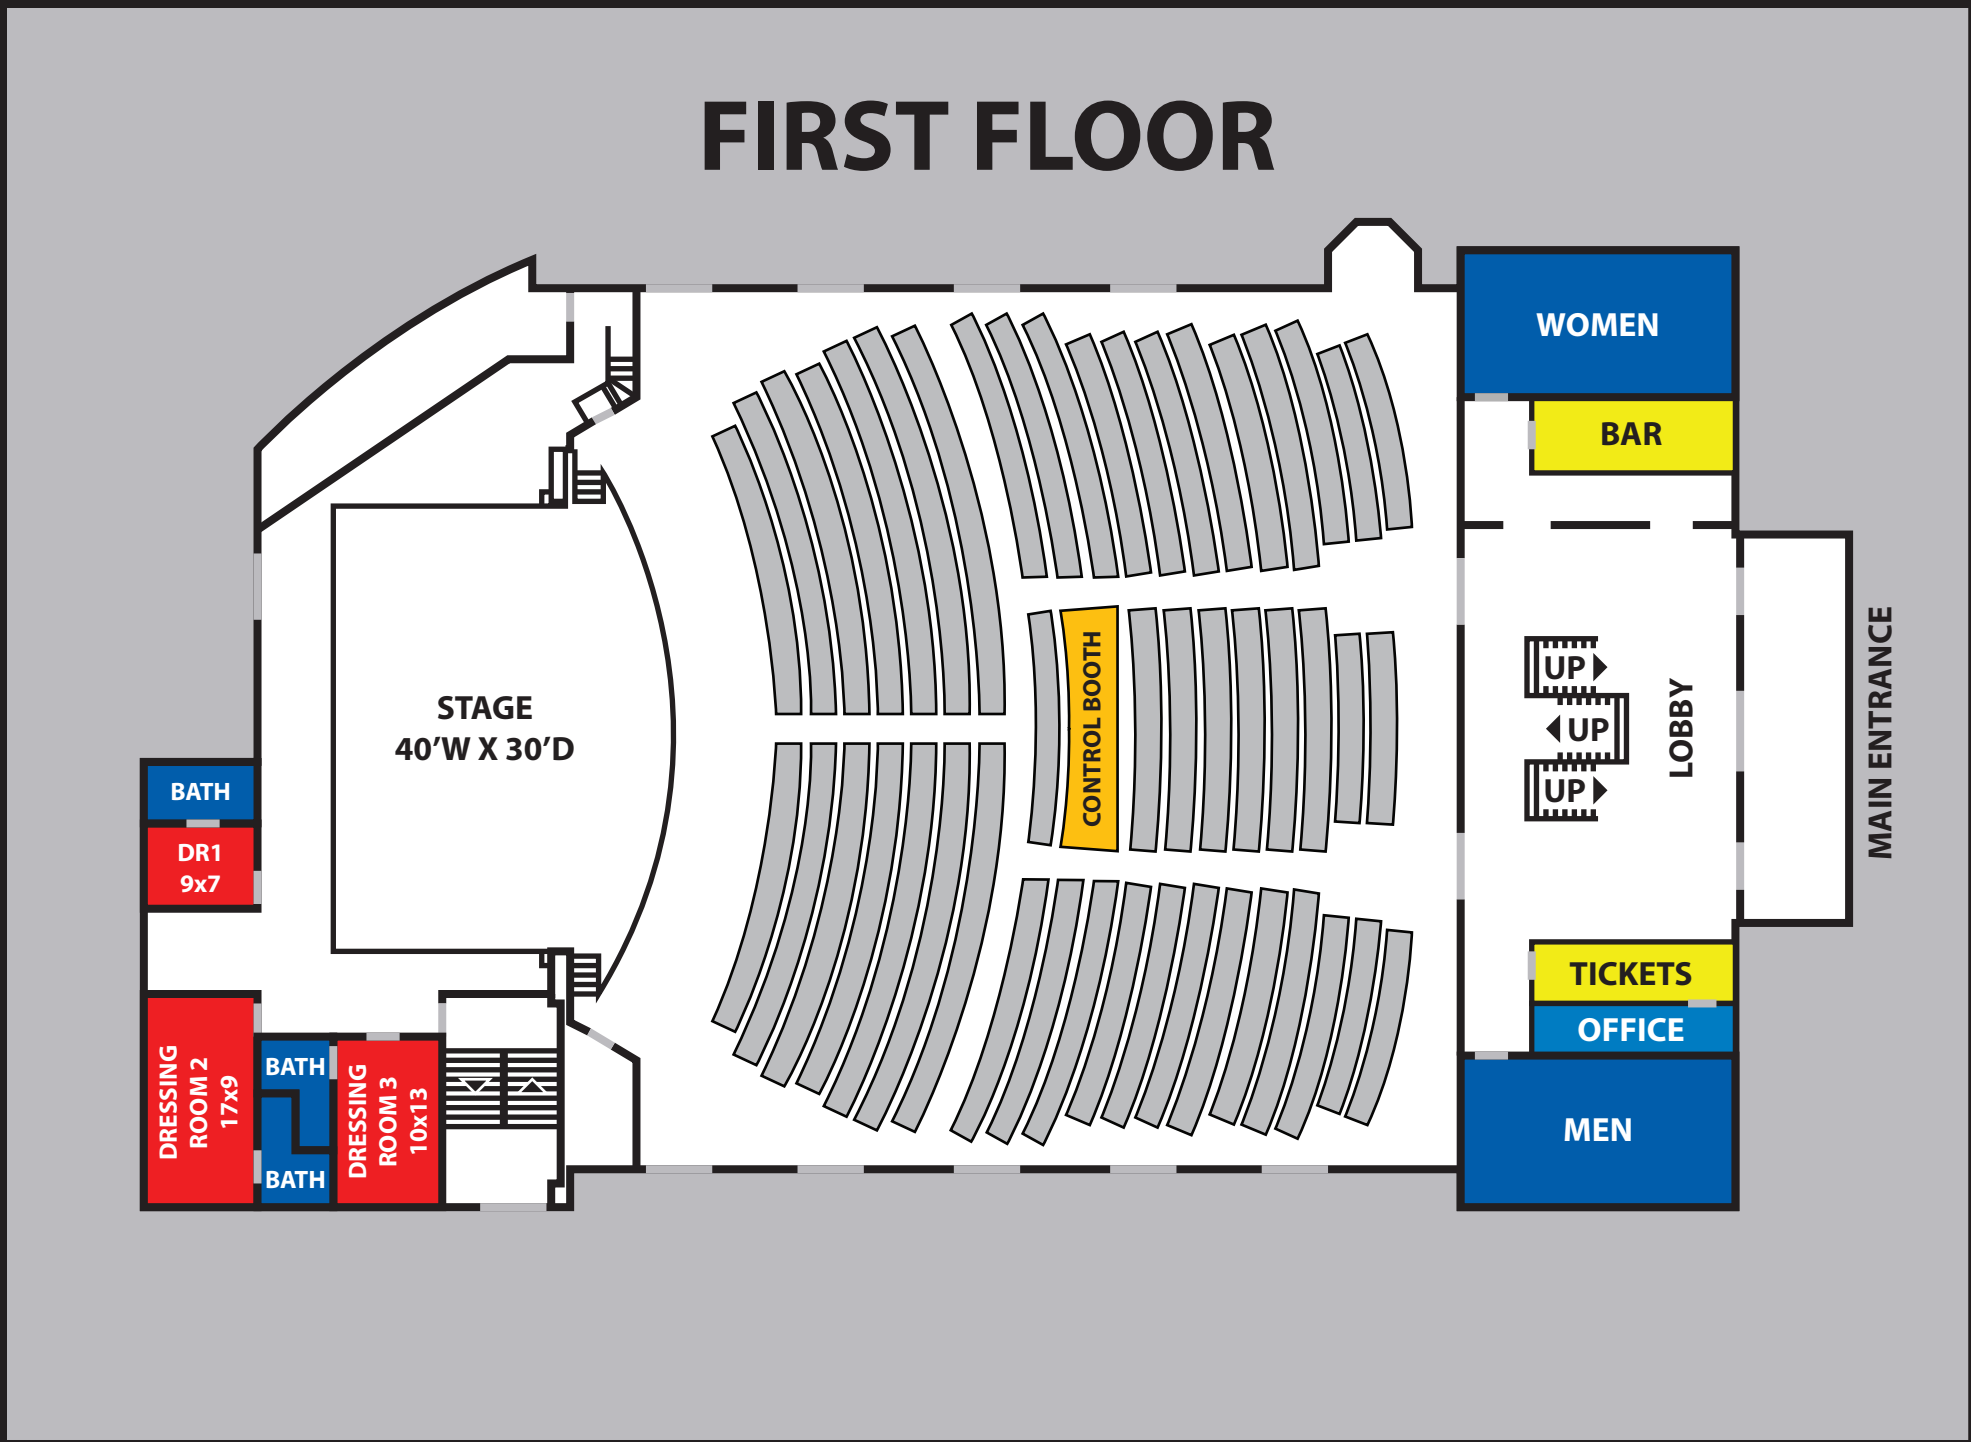 FIRST FLOOR
WOMEN
BAR
STAGE
40’W X 30’D
CONTROL BOOTH
UP
UP
UP
LOBBY
MAIN ENTRANCE
BATH
DR1
9x7
TICKETS
OFFICE
MEN
DRESSING
ROOM 2
17x9
BATH
BATH
DRESSING
ROOM 3
10x13